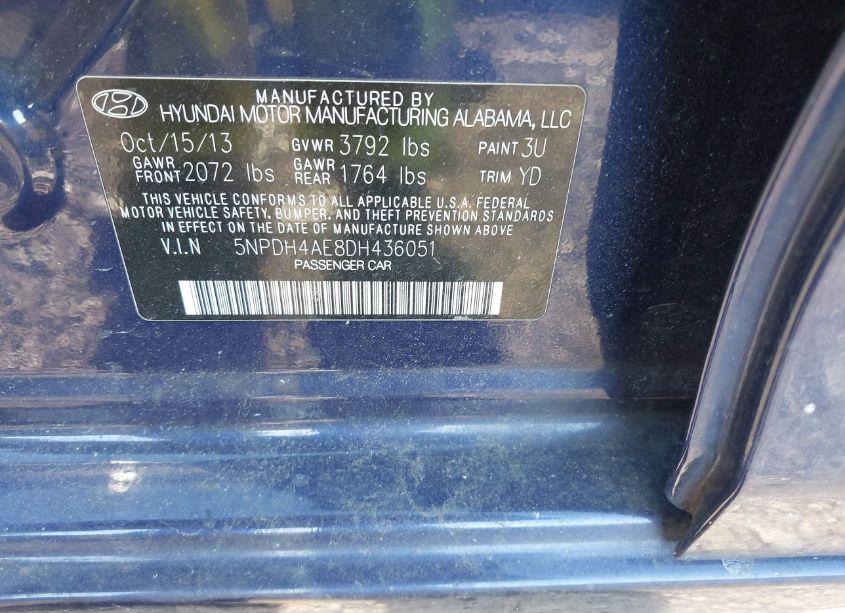 MANUFACTURED BY
HYUNDAI MOTOR MANUFACTURING ALABAMA, LLC
Oct/15/13 GVWR 3792 lbs PAINT 3U
GAWR FRONT 2072 lbs GAWR REAR 1764 lbs TRIM YD
THIS VEHICLE CONFORMS TO ALL APPLICABLE U.S.A. FEDERAL
MOTOR VEHICLE SAFETY, BUMPER, AND THEFT PREVENTION STANDARDS
IN EFFECT ON THE DATE OF MANUFACTURE SHOWN ABOVE
V.I.N 5NPDH4AE8DH436051
PASSENGER CAR